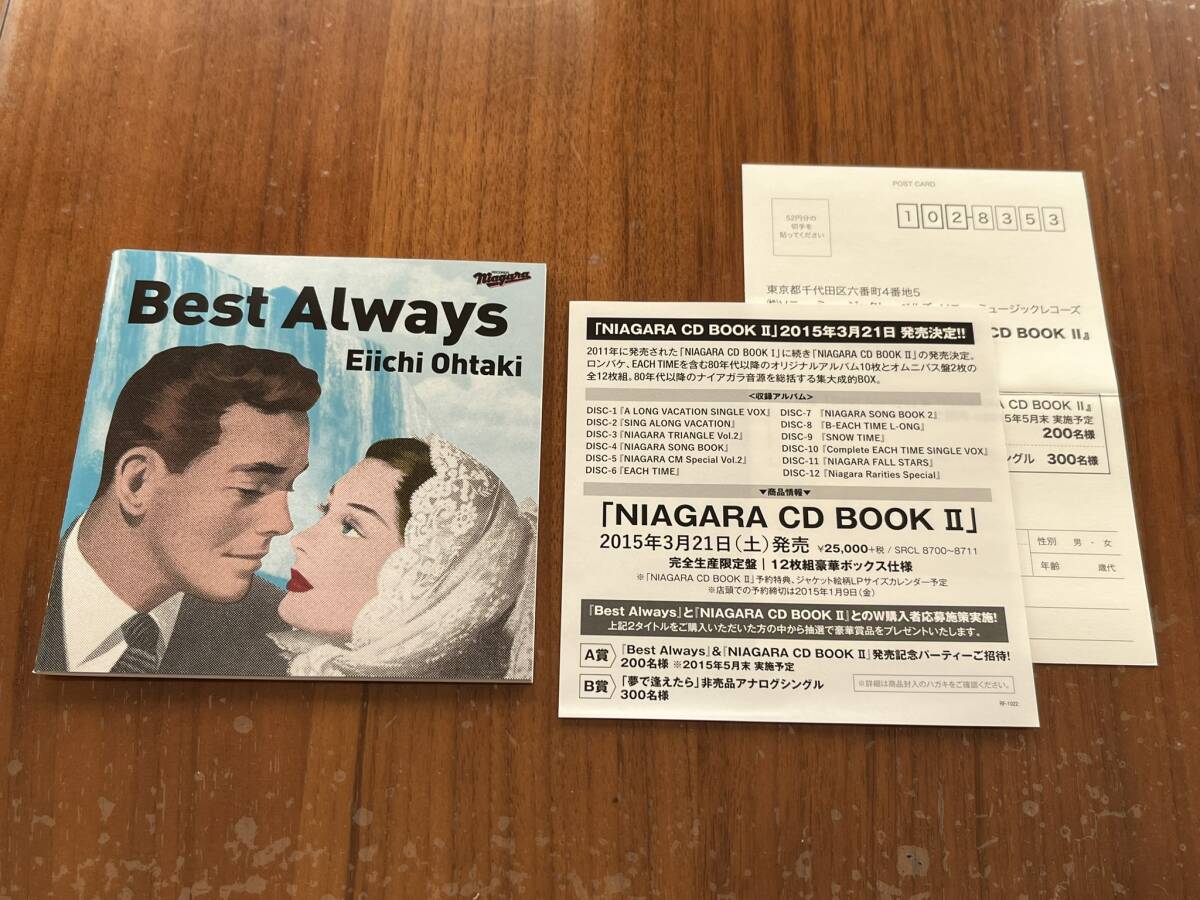 Best Always
Eiichi Ohtaki
RECORDS
Niagara
「NIAGARA CD BOOK II」2015年3月21日 発売決定!!
2011年に発売された「NIAGARA CD BOOK I」に続き「NIAGARA CD BOOK II」の発売決定。
ロンバケ、EACH TIMEを含む80年代以降のオリジナルアルバム10枚とオムニバス盤2枚の
全12枚組。80年代以降のナイアガラ音源を総括する集大成的BOX。
<収録アルバム>
DISC-1 『A LONG VACATION SINGLE VOX』
DISC-2 『SING ALONG VACATION』
DISC-3 『NIAGARA TRIANGLE Vol.2』
DISC-4 『NIAGARA SONG BOOK』
DISC-5 『NIAGARA CM Special Vol.2』
DISC-6 『EACH TIME』
DISC-7 『NIAGARA SONG BOOK 2』
DISC-8 『B-EACH TIME L-ONG』
DISC-9 『SNOW TIME』
DISC-10 『Complete EACH TIME SINGLE VOX』
DISC-11 『NIAGARA FALL STARS』
DISC-12 『Niagara Rarities Special』
▼商品情報▼
「NIAGARA CD BOOK II」
2015年3月21日(土)発売 ¥25,000+税 / SRCL 8700~8711
完全生産限定盤 | 12枚組豪華ボックス仕様
※「NIAGARA CD BOOK II」予約特典、ジャケット絵柄LPサイズカレンダー予定
※店頭での予約締切は2015年1月9日(金)
『Best Always』と『NIAGARA CD BOOK II』とのW購入者応募施策実施!
上記2タイトルをご購入いただいた方の中から抽選で豪華賞品をプレゼントいたします。
A賞 『Best Always』&『NIAGARA CD BOOK II』発売記念パーティーご招待!
200名様 ※2015年5月末 実施予定
B賞 「夢で逢えたら」非売品アナログシングル
300名様
※詳細は商品封入のハガキをご確認ください。
RF-1022
POST CARD
52円分の
切手を
貼ってください
102-8353
東京都千代田区六番町4番地5
ミュージックレコーズ
CD BOOK II』
A CD BOOK II』
5年5月末 実施予定
200名様
グル 300名様
性別 男 ・ 女
年齢 歳代